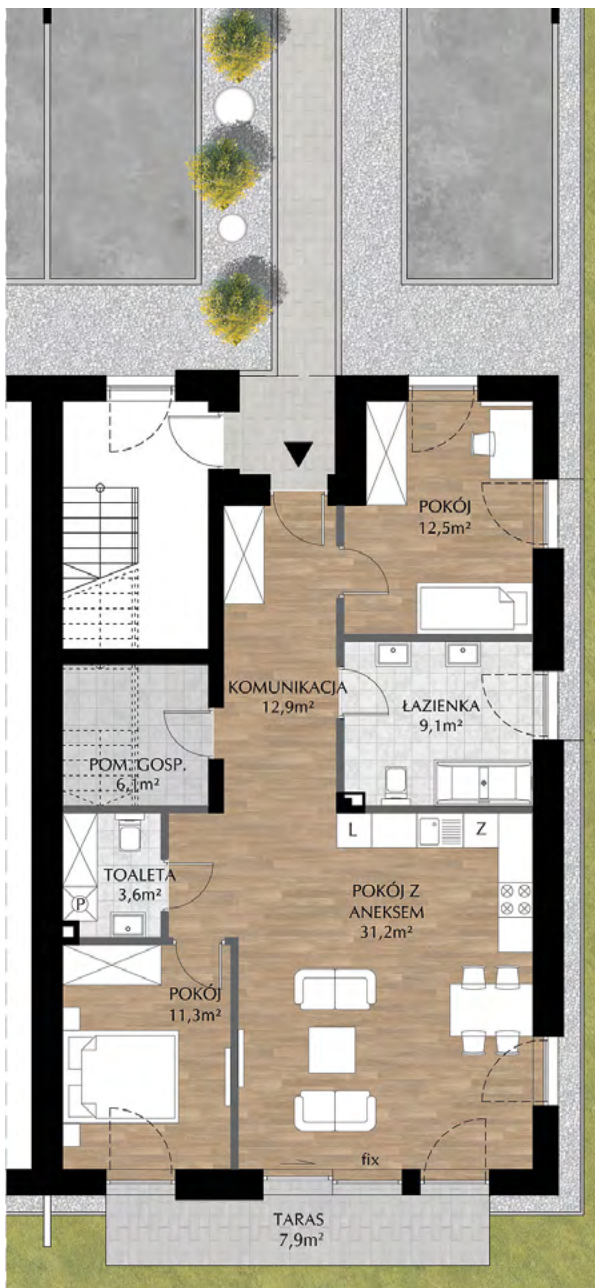 POKÓJ
12,5m²
KOMUNIKACJA
12,9m²
ŁAZIENKA
9,1m²
POM. GOSP.
6,1m²
L
Z
TOALETA
3,6m²
P
POKÓJ Z
ANEKSEM
31,2m²
POKÓJ
11,3m²
fix
TARAS
7,9m²